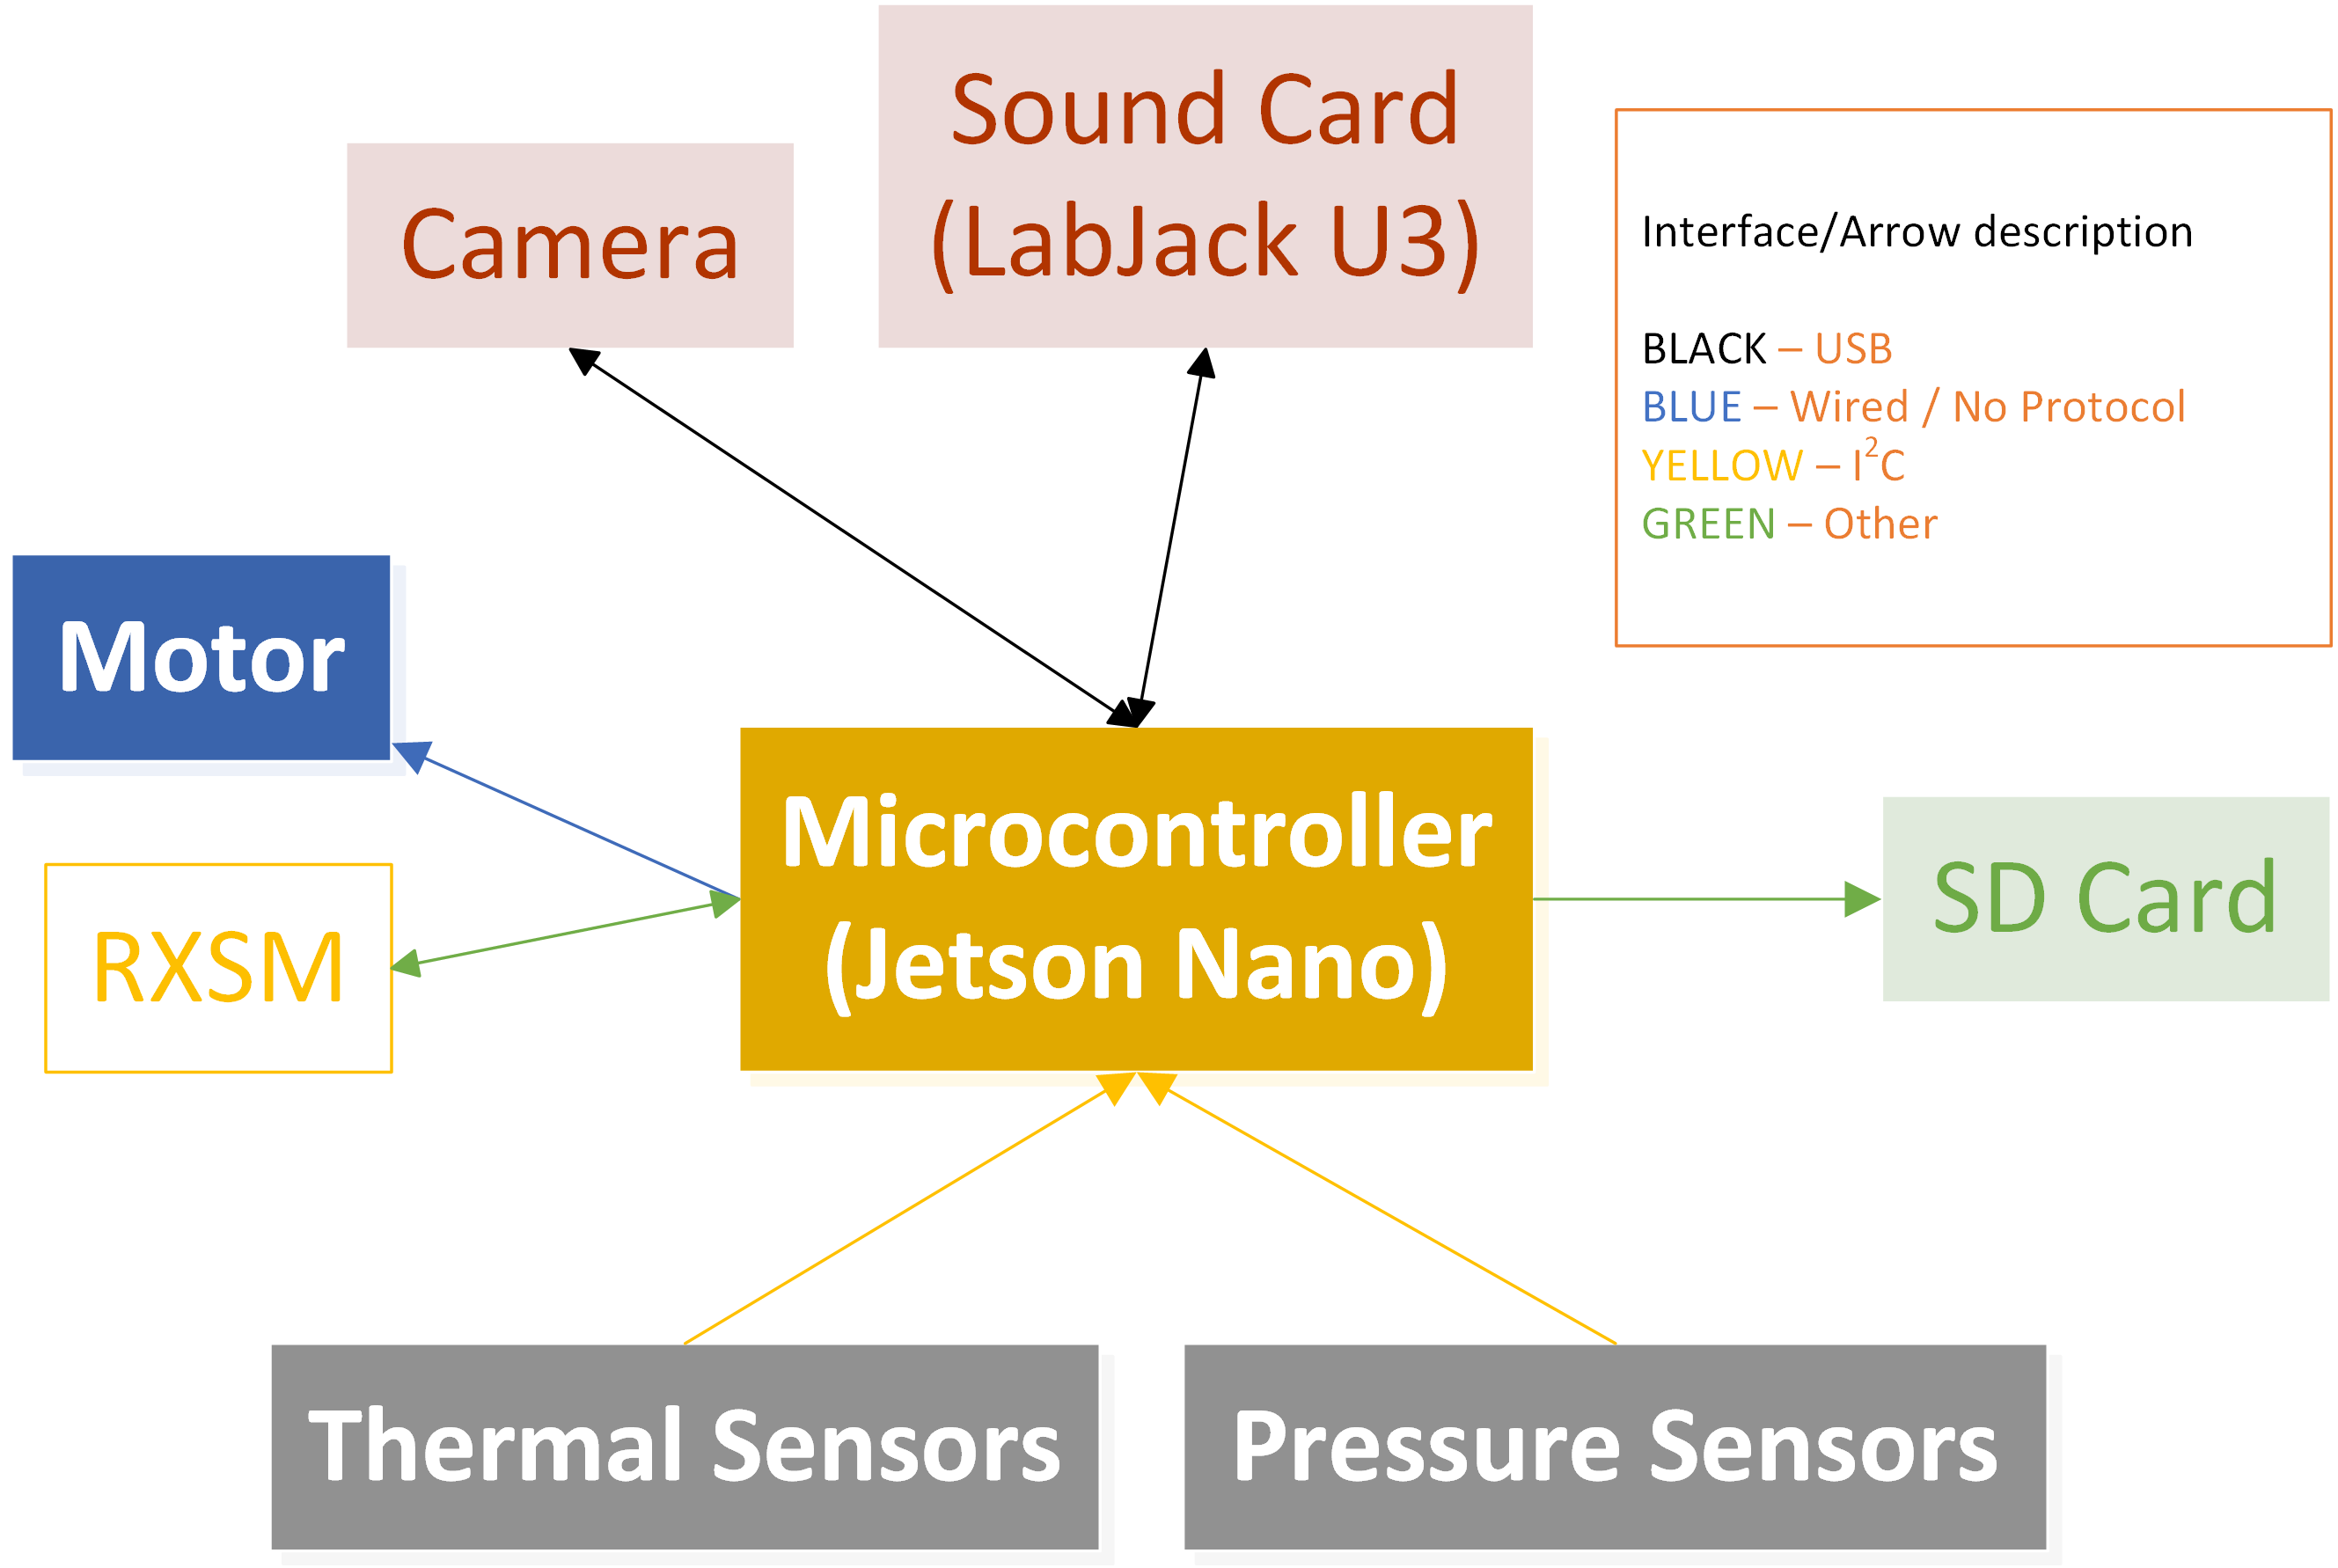 Sound Card
(LabJack U3)
Camera
Interface/Arrow description
BLACK – USB
BLUE – Wired / No Protocol
YELLOW – I²C
GREEN – Other
Motor
Microcontroller
(Jetson Nano)
RXSM
SD Card
Thermal Sensors
Pressure Sensors